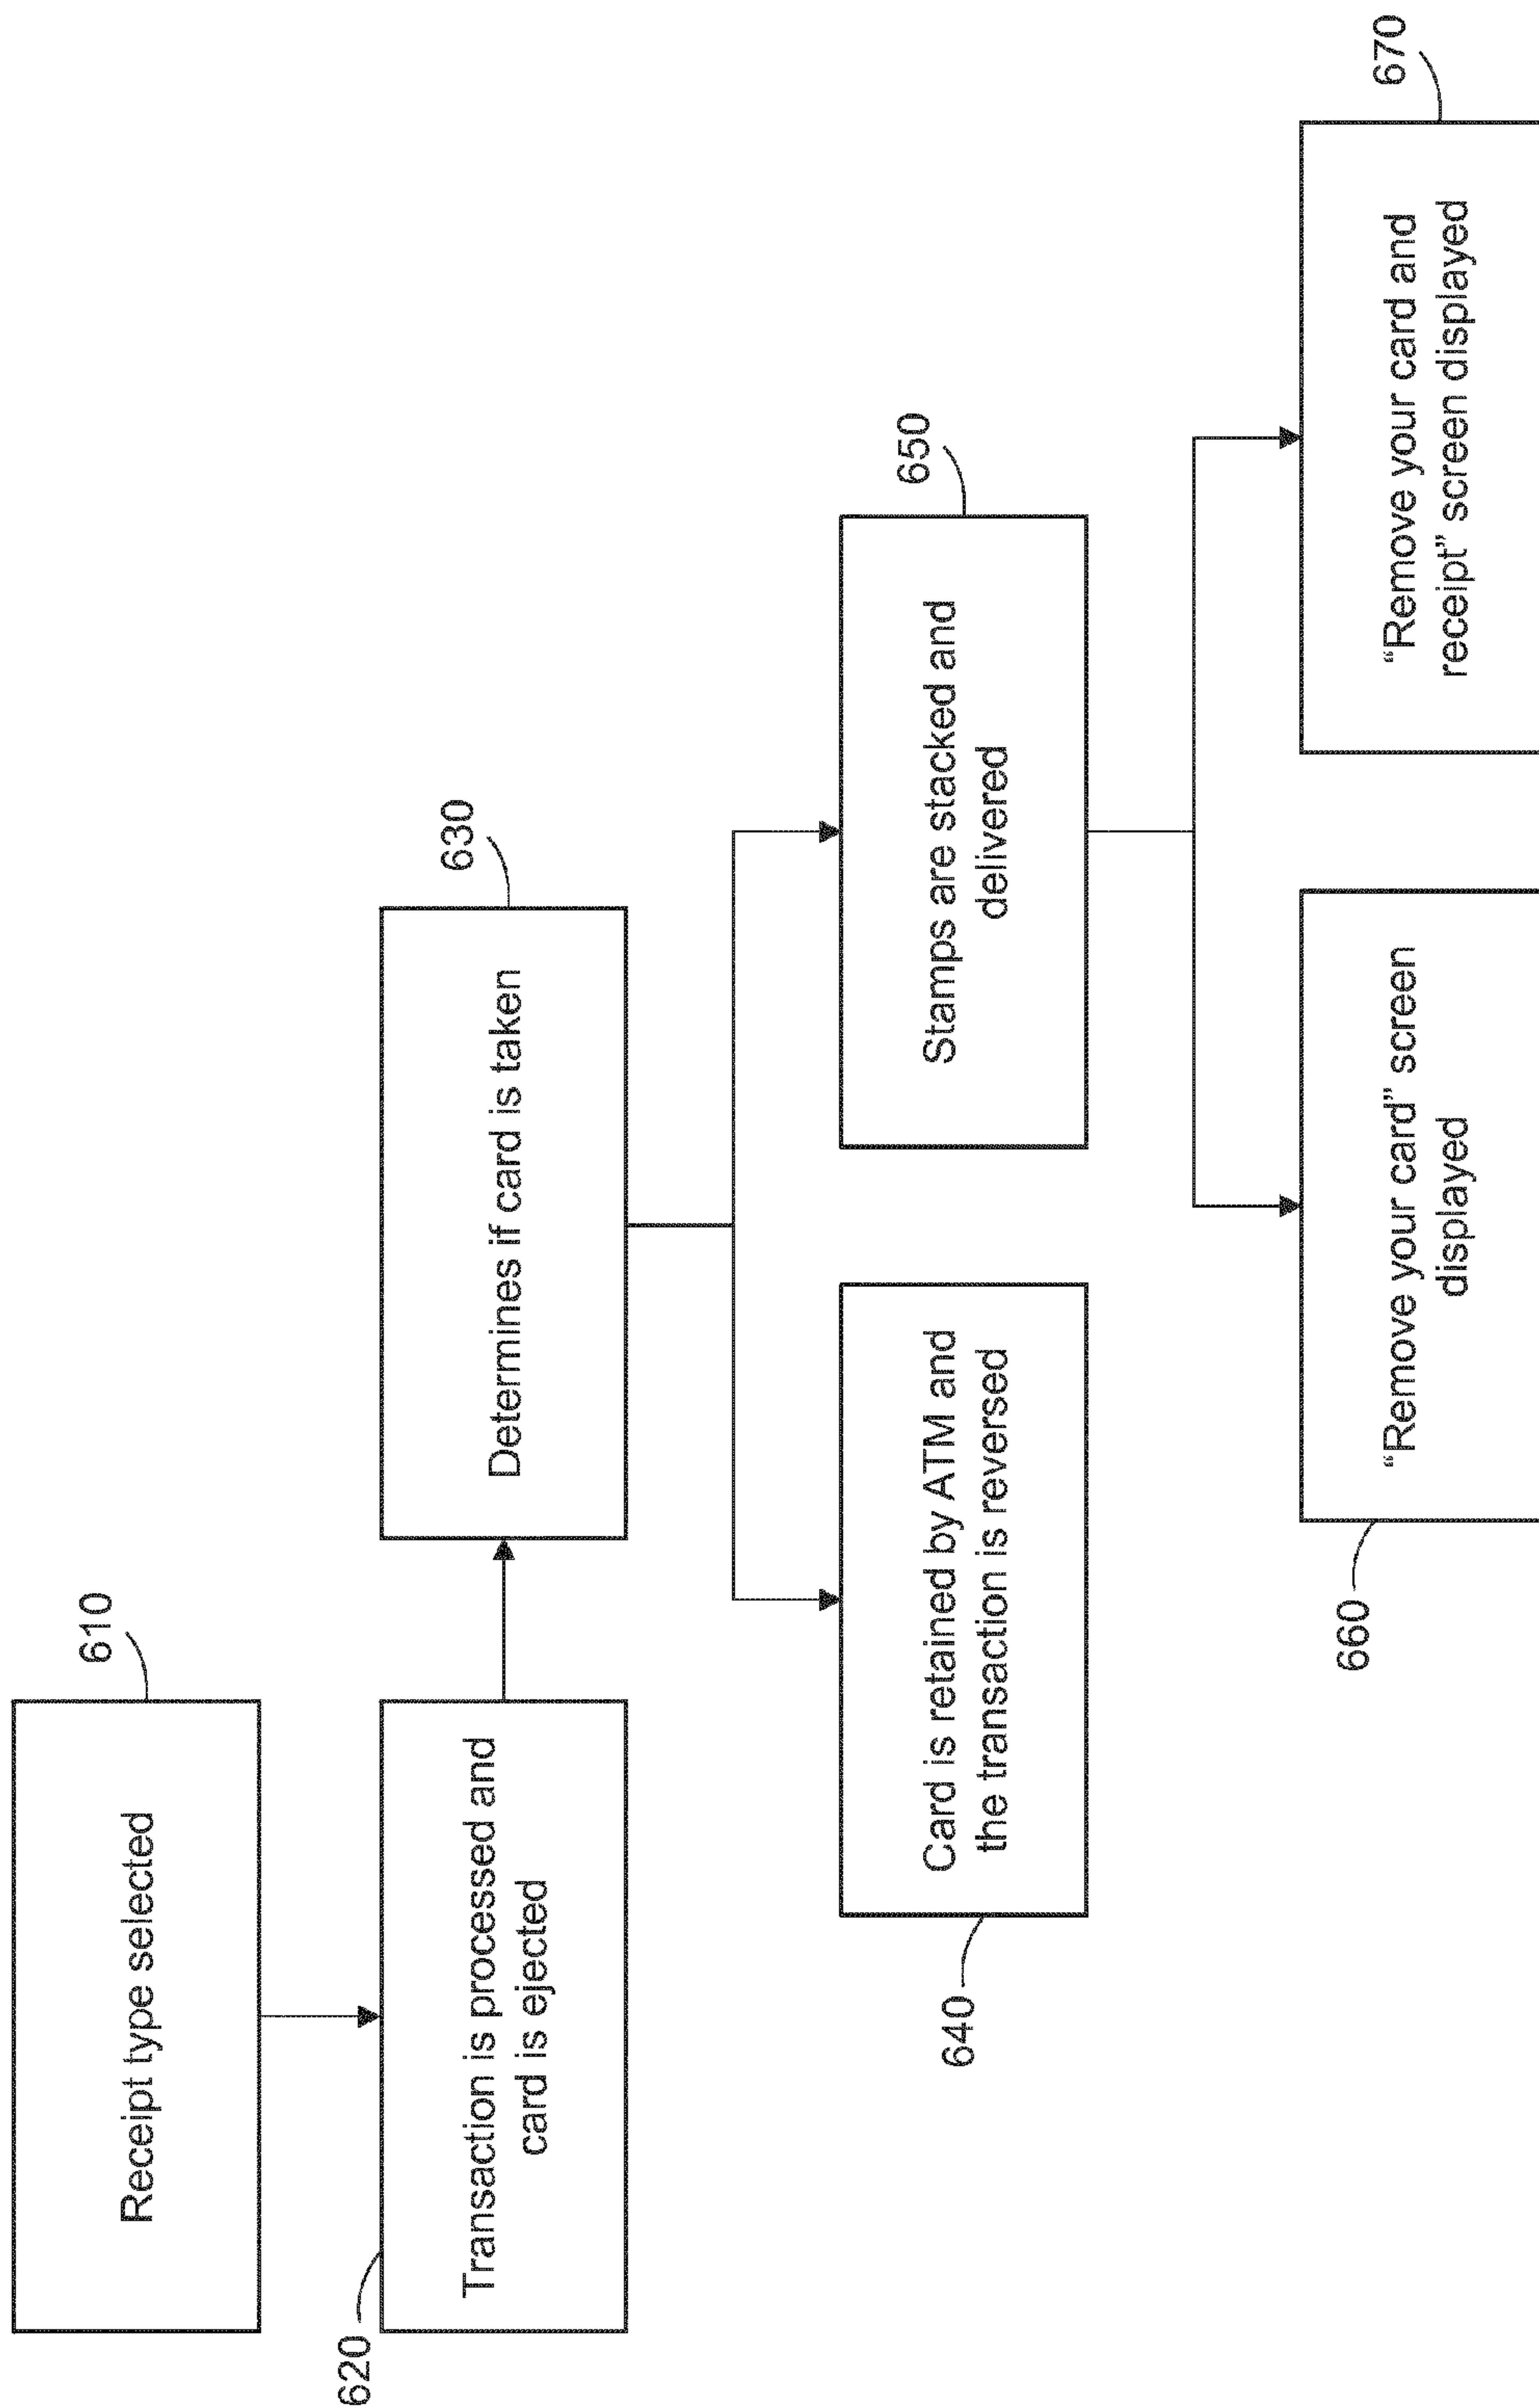 610
Receipt type selected
620
Transaction is processed and
card is ejected
630
Determines if card is taken
640
Card is retained by ATM and
the transaction is reversed
650
Stamps are stacked and
delivered
660
“Remove your card” screen
displayed
670
“Remove your card and
receipt” screen displayed